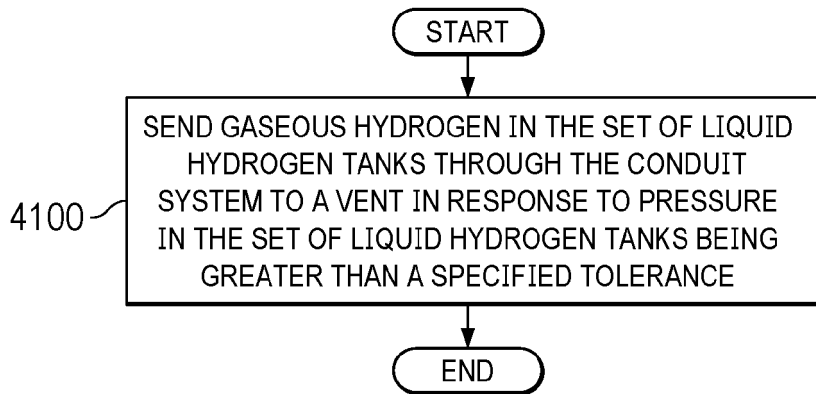 START
SEND GASEOUS HYDROGEN IN THE SET OF LIQUID
HYDROGEN TANKS THROUGH THE CONDUIT
SYSTEM TO A VENT IN RESPONSE TO PRESSURE
IN THE SET OF LIQUID HYDROGEN TANKS BEING
GREATER THAN A SPECIFIED TOLERANCE
4100
END